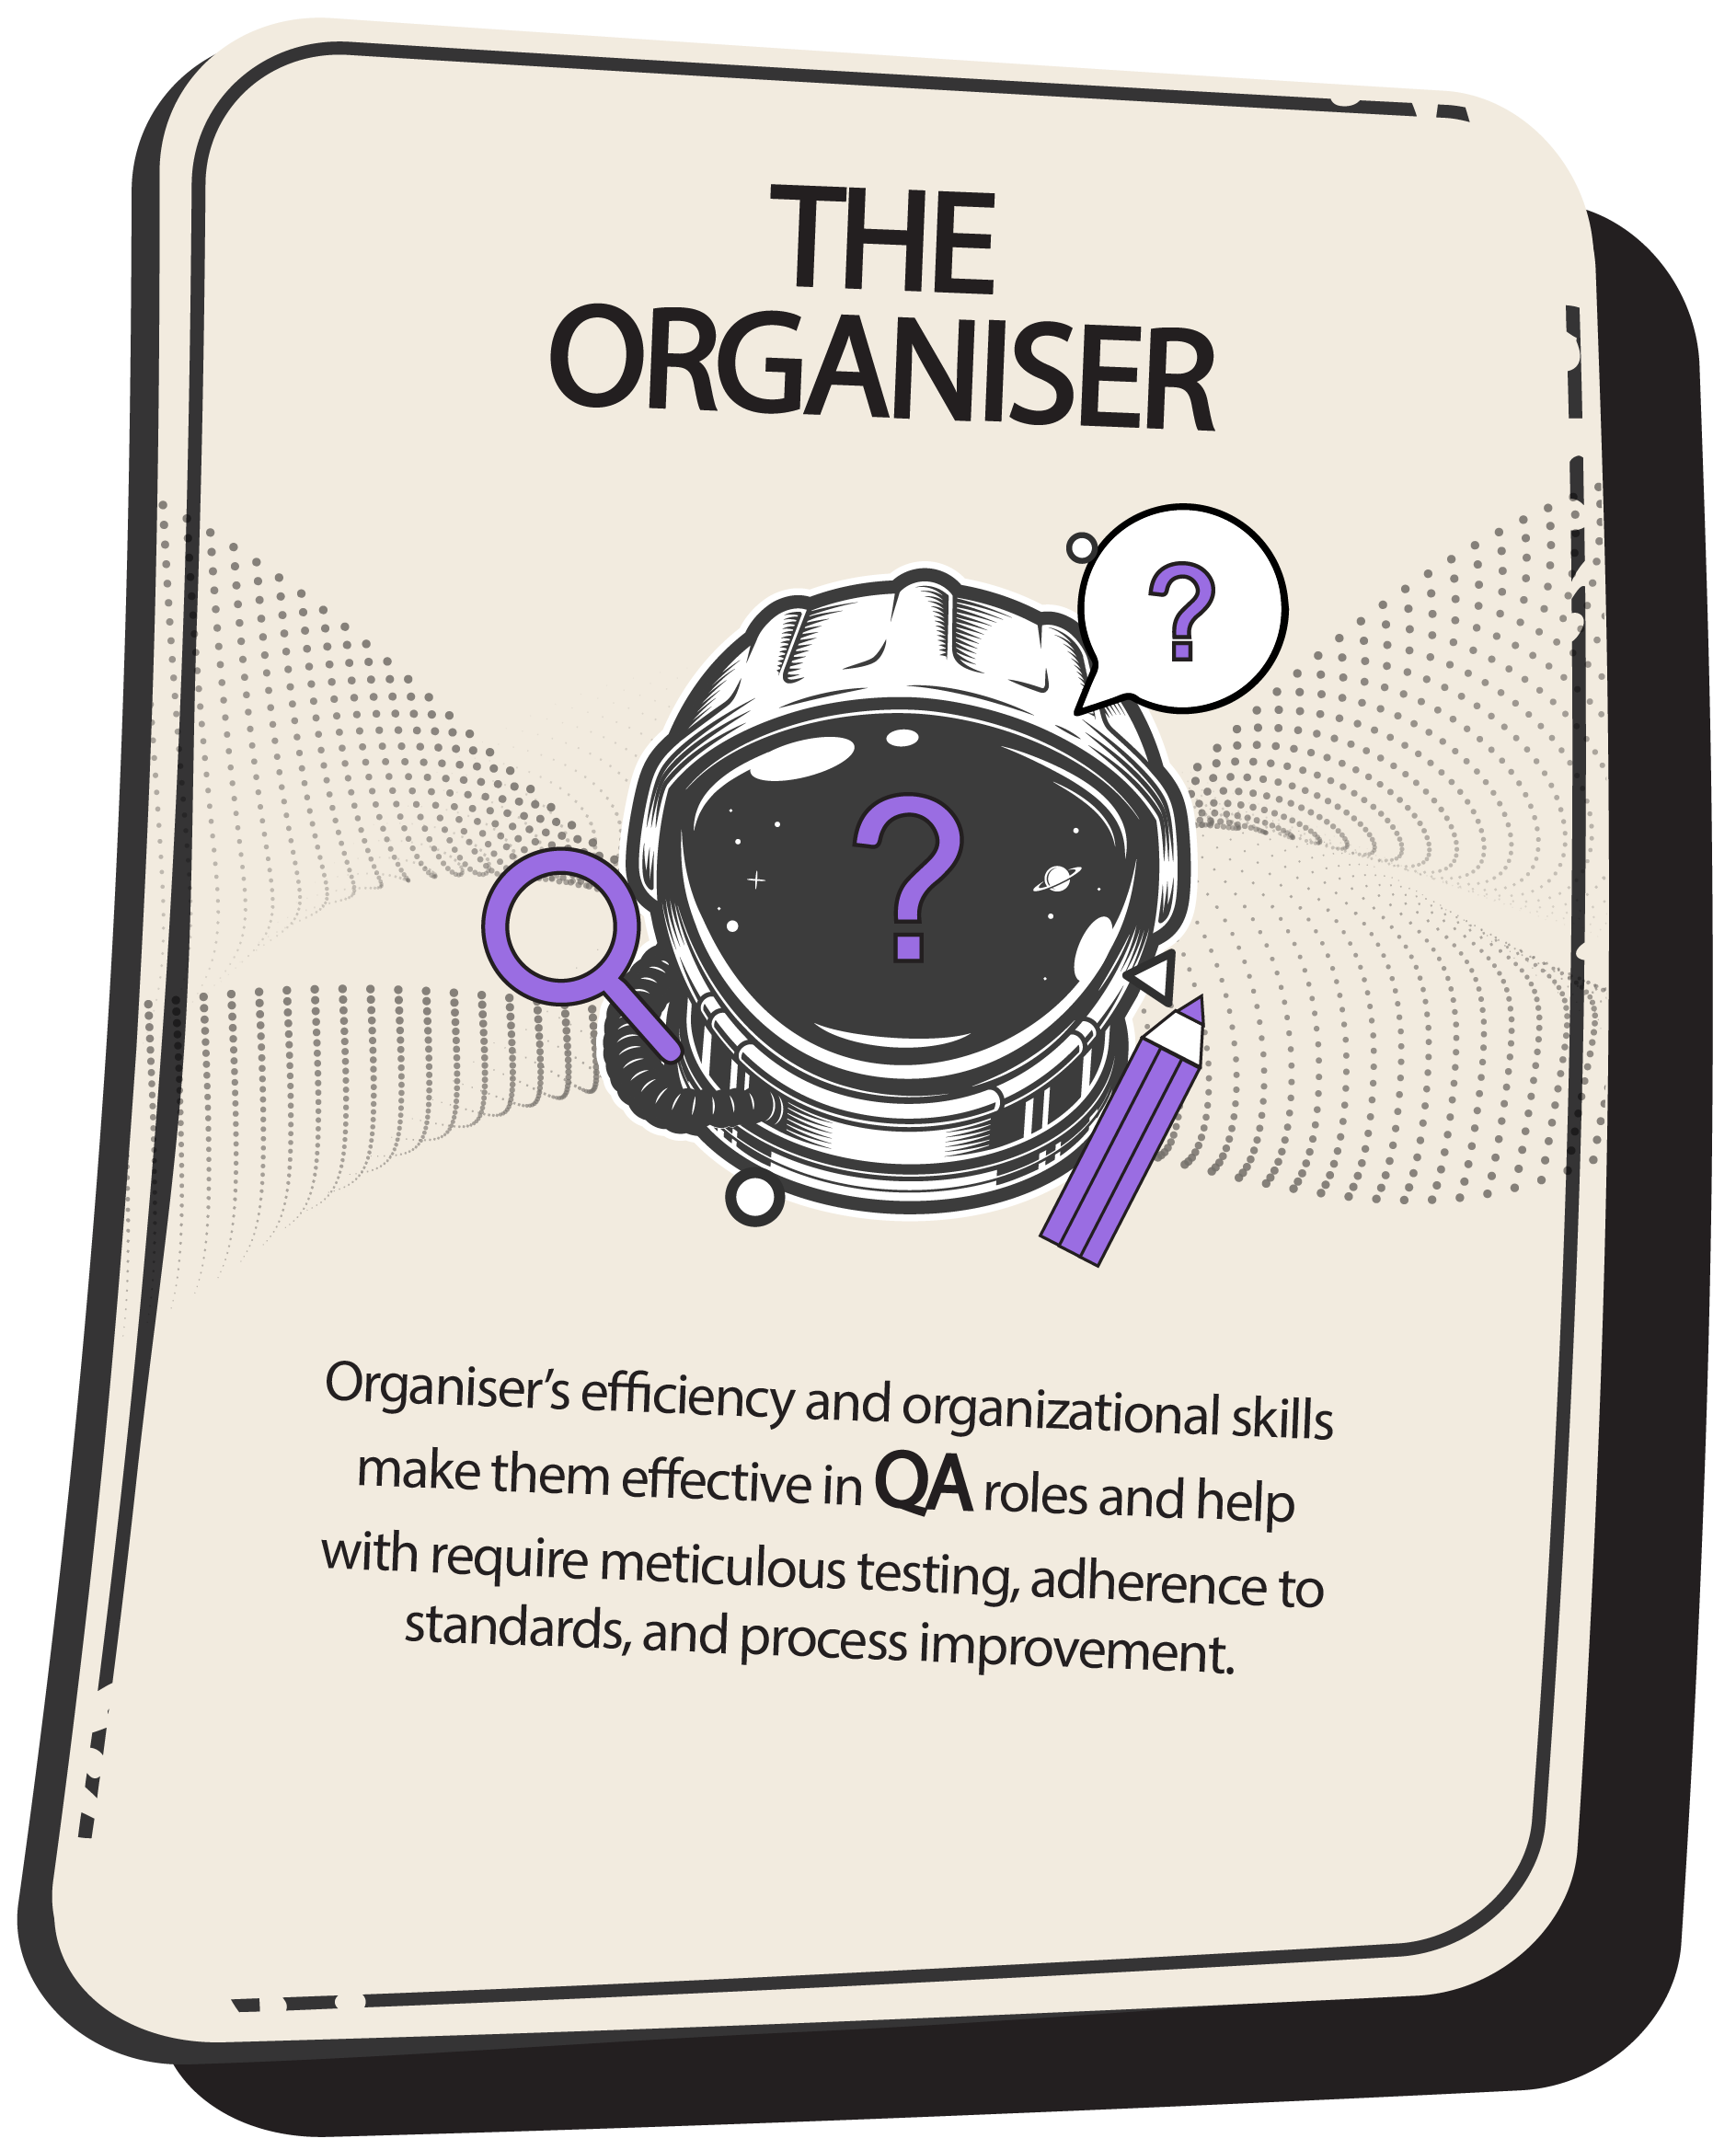 THE
ORGANISER
?
?
Organiser’s efficiency and organizational skills
make them effective in QA roles and help
with require meticulous testing, adherence to
standards, and process improvement.